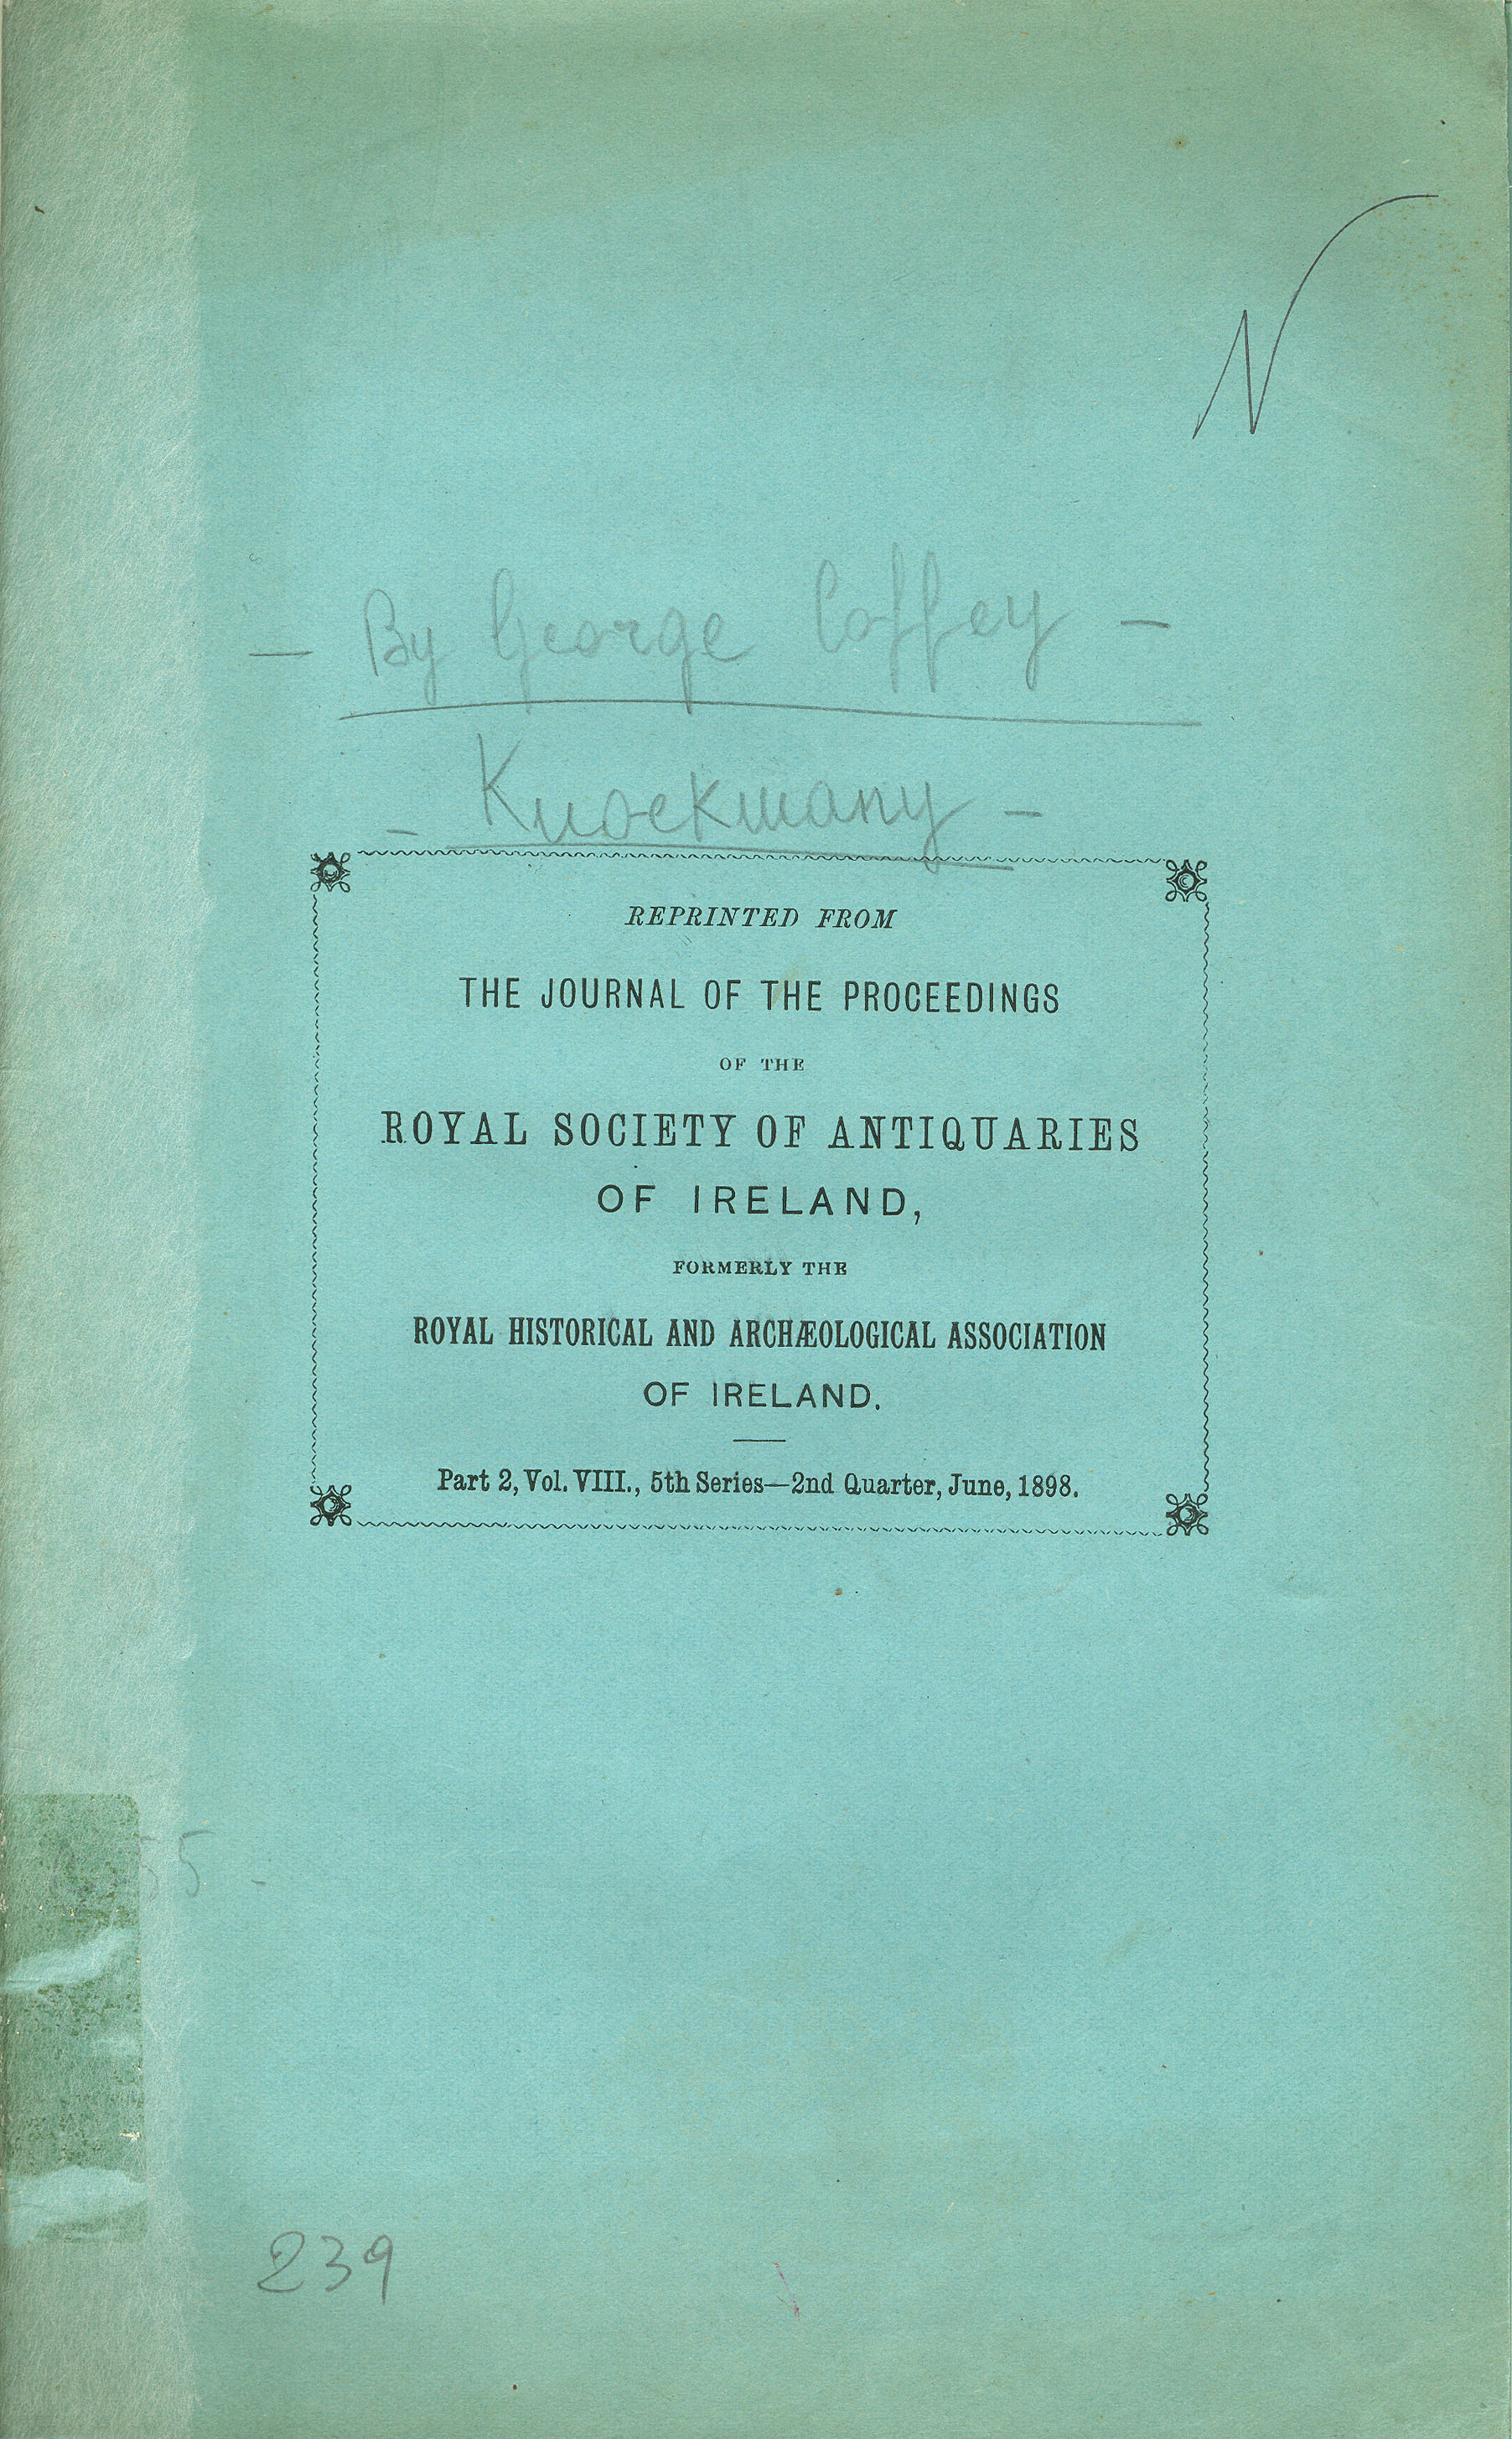 N
- By George Coffey -
- Knockmany -
REPRINTED FROM
THE JOURNAL OF THE PROCEEDINGS
OF THE
ROYAL SOCIETY OF ANTIQUARIES
OF IRELAND,
FORMERLY THE
ROYAL HISTORICAL AND ARCHÆOLOGICAL ASSOCIATION
OF IRELAND.
Part 2, Vol. VIII., 5th Series—2nd Quarter, June, 1898.
55 -
239